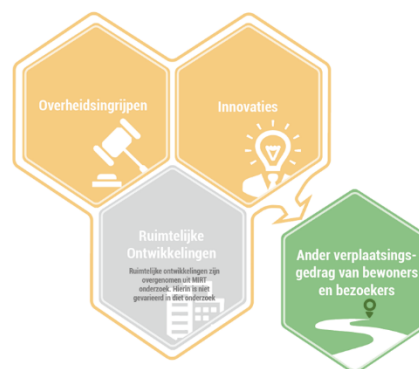 Overheidsingrijpen
Innovaties
Ruimtelijke
Ontwikkelingen
Ruimtelijke ontwikkelingen zijn
overgenomen uit MIRT
onderzoek. Hierin is niet
gevarieerd in diet onderzoek
Ander verplaatsings-
gedrag van bewoners
en bezoekers